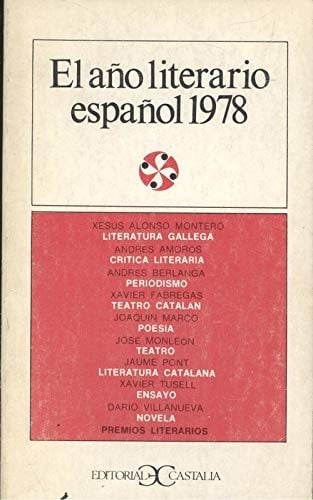 El año literario
español 1978
XESUS ALONSO MONTERO
LITERATURA GALLEGA
ANDRES AMOROS
CRITICA LITERARIA
ANDRES BERLANGA
PERIODISMO
XAVIER FABREGAS
TEATRO CATALAN
JOAQUIN MARCO
POESIA
JOSE MONLEON
TEATRO
JAUME PONT
LITERATURA CATALANA
XAVIER TUSELL
ENSAYO
DARIO VILLANUEVA
NOVELA
PREMIOS LITERARIOS
EDITORIAL CASTALIA